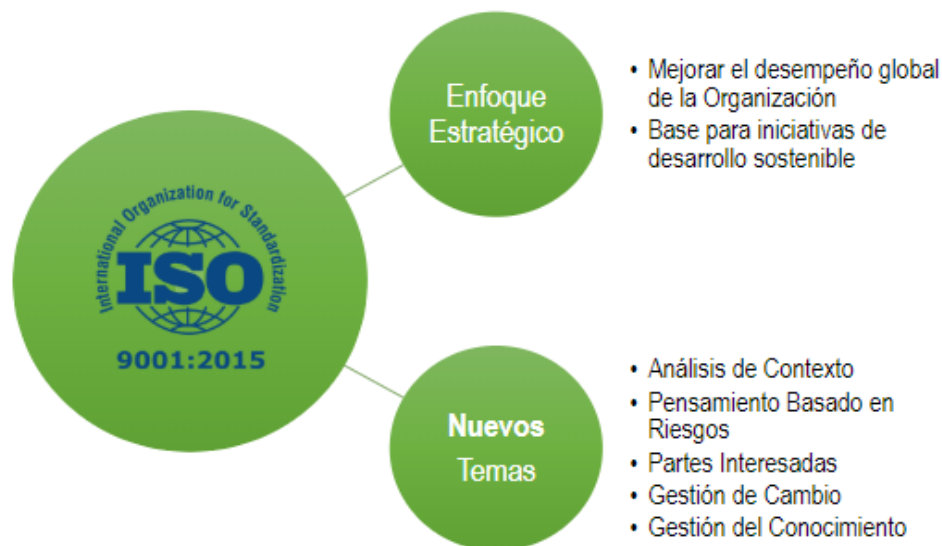 Enfoque
Estratégico
• Mejorar el desempeño global
de la Organización
• Base para iniciativas de
desarrollo sostenible
International Organization for Standardization
ISO
9001:2015
Nuevos
Temas
• Análisis de Contexto
• Pensamiento Basado en
Riesgos
• Partes Interesadas
• Gestión de Cambio
• Gestión del Conocimiento